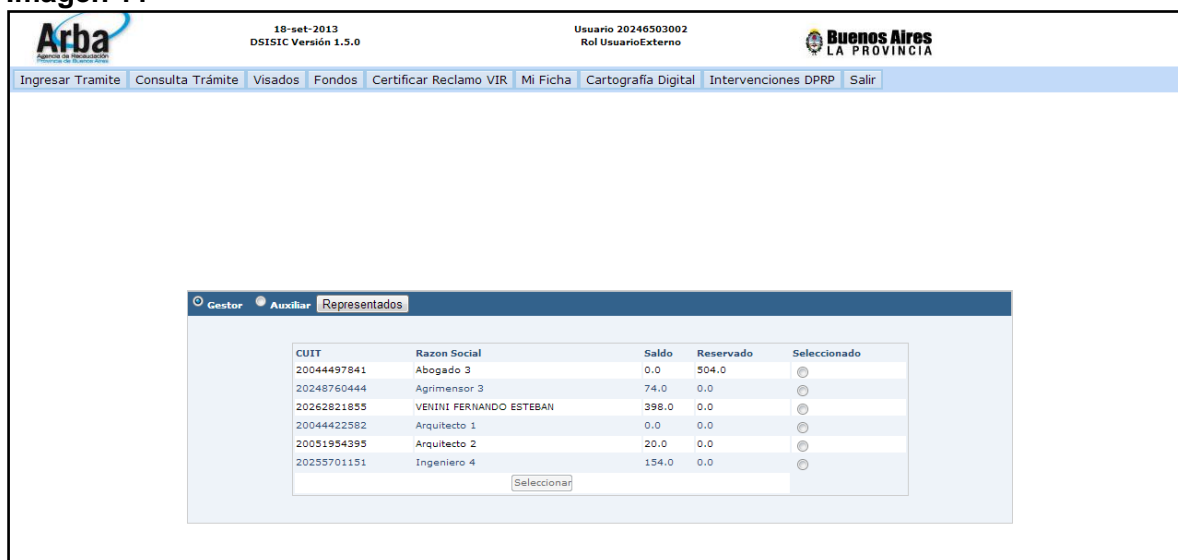 Arba
Agencia de Recaudación
Provincia de Buenos Aires
18-set-2013
DSISIC Versión 1.5.0
Usuario 20246503002
Rol UsuarioExterno
Buenos Aires
LA PROVINCIA
Ingresar Tramite Consulta Trámite Visados Fondos Certificar Reclamo VIR Mi Ficha Cartografía Digital Intervenciones DPRP Salir
Gestor Auxiliar Representados
CUIT Razon Social Saldo Reservado Seleccionado
20044497841 Abogado 3 0.0 504.0
20248760444 Agrimensor 3 74.0 0.0
20262821855 VENINI FERNANDO ESTEBAN 398.0 0.0
20044422582 Arquitecto 1 0.0 0.0
20051954395 Arquitecto 2 20.0 0.0
20255701151 Ingeniero 4 154.0 0.0
Seleccionar